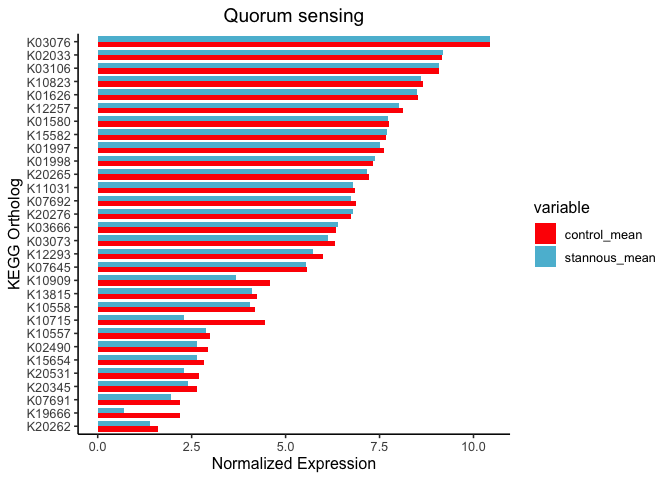 Quorum sensing
KEGG Ortholog
K03076
K02033
K03106
K10823
K01626
K12257
K01580
K15582
K01997
K01998
K20265
K11031
K07692
K20276
K03666
K03073
K12293
K07645
K10909
K13815
K10558
K10715
K10557
K02490
K15654
K20531
K20345
K07691
K19666
K20262
0.0 2.5 5.0 7.5 10.0
Normalized Expression
variable
control_mean
stannous_mean